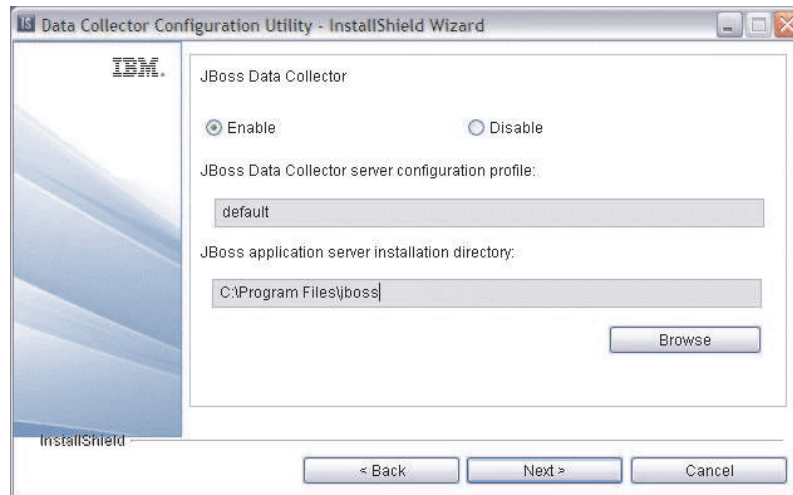 IS Data Collector Configuration Utility - InstallShield Wizard
IBM.
JBoss Data Collector
Enable Disable
JBoss Data Collector server configuration profile:
default
JBoss application server installation directory:
C:\Program Files\jboss
Browse
InstallShield
< Back Next > Cancel